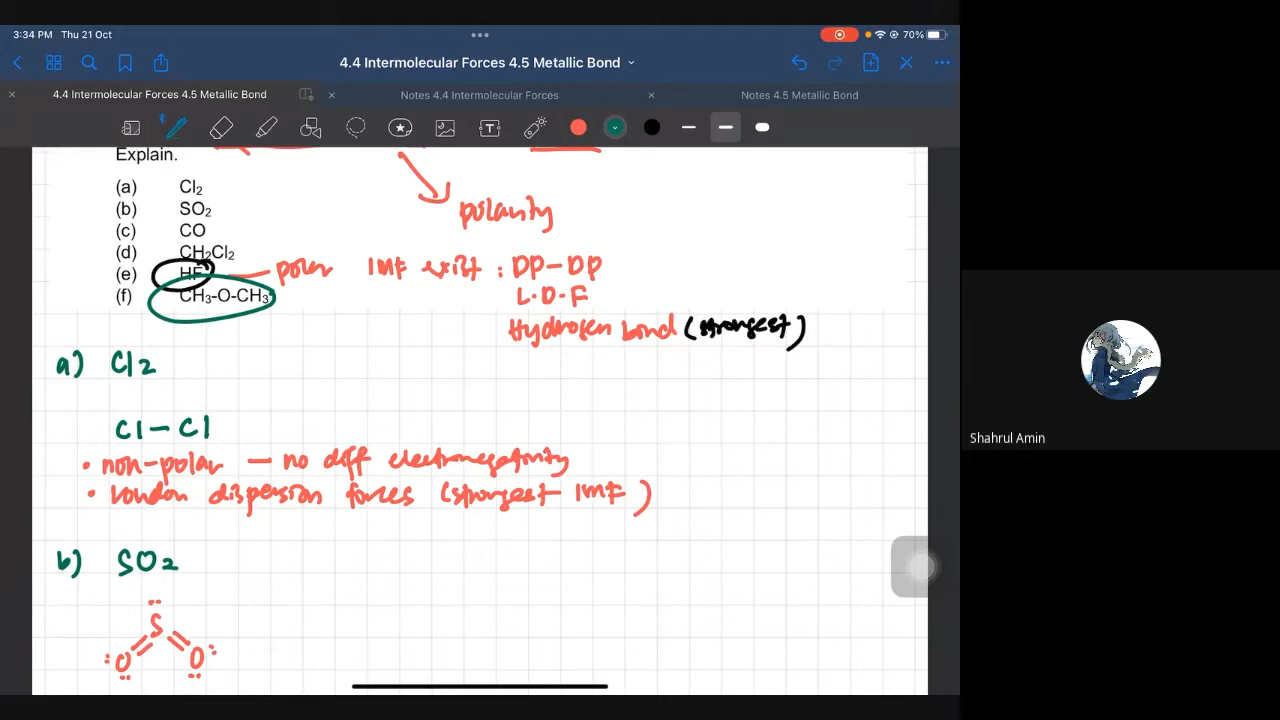 3:34 PM Thu 21 Oct
70%
4.4 Intermolecular Forces 4.5 Metallic Bond
4.4 Intermolecular Forces 4.5 Metallic Bond
Notes 4.4 Intermolecular Forces
Notes 4.5 Metallic Bond
Explain.
(a) Cl2
(b) SO2
polarity
(c) CO
(d) CH2Cl2
(e) HF — polar IMF exist : DP-DP
(f) CH3-O-CH3
L.D.F
Hydrogen bond (strongest)
a) Cl2
Cl — Cl
• non-polar — no diff electronegativity
• London dispersion forces (strongest IMF)
b) SO2
S
O O
Shahrul Amin